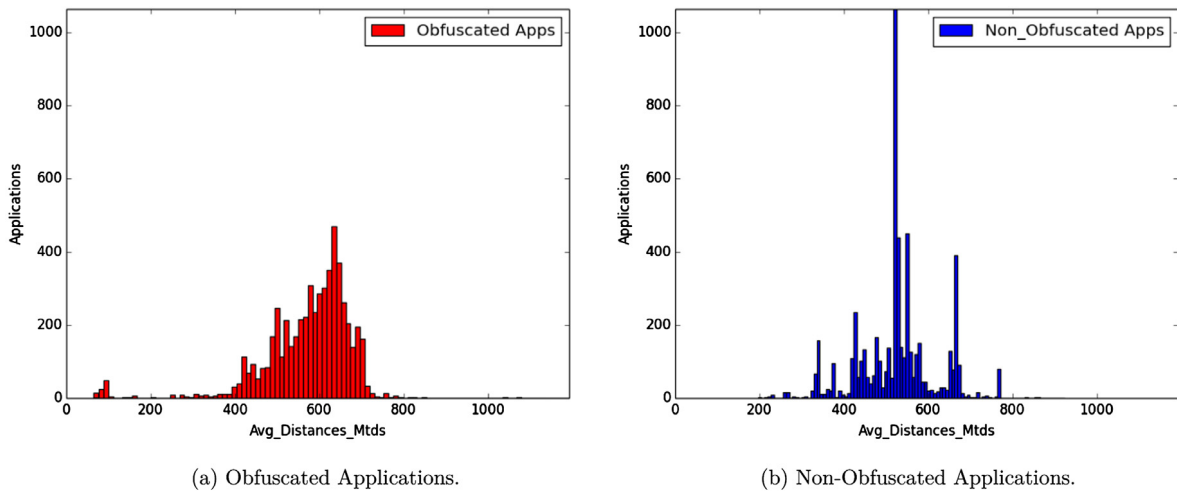 Obfuscated Apps
1000
800
600
400
200
0
Applications
0 200 400 600 800 1000
Avg_Distances_Mtds
(a) Obfuscated Applications.
Non_Obfuscated Apps
1000
800
600
400
200
0
Applications
0 200 400 600 800 1000
Avg_Distances_Mtds
(b) Non-Obfuscated Applications.